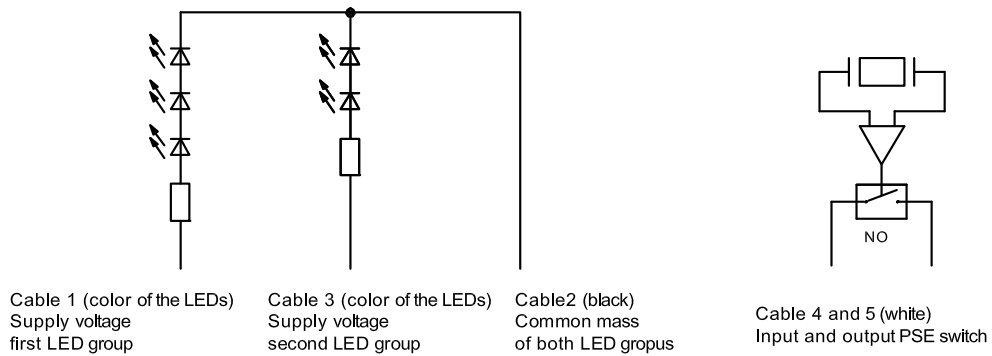 NO
Cable 1 (color of the LEDs)
Supply voltage
first LED group
Cable 3 (color of the LEDs)
Supply voltage
second LED group
Cable2 (black)
Common mass
of both LED gropus
Cable 4 and 5 (white)
Input and output PSE switch